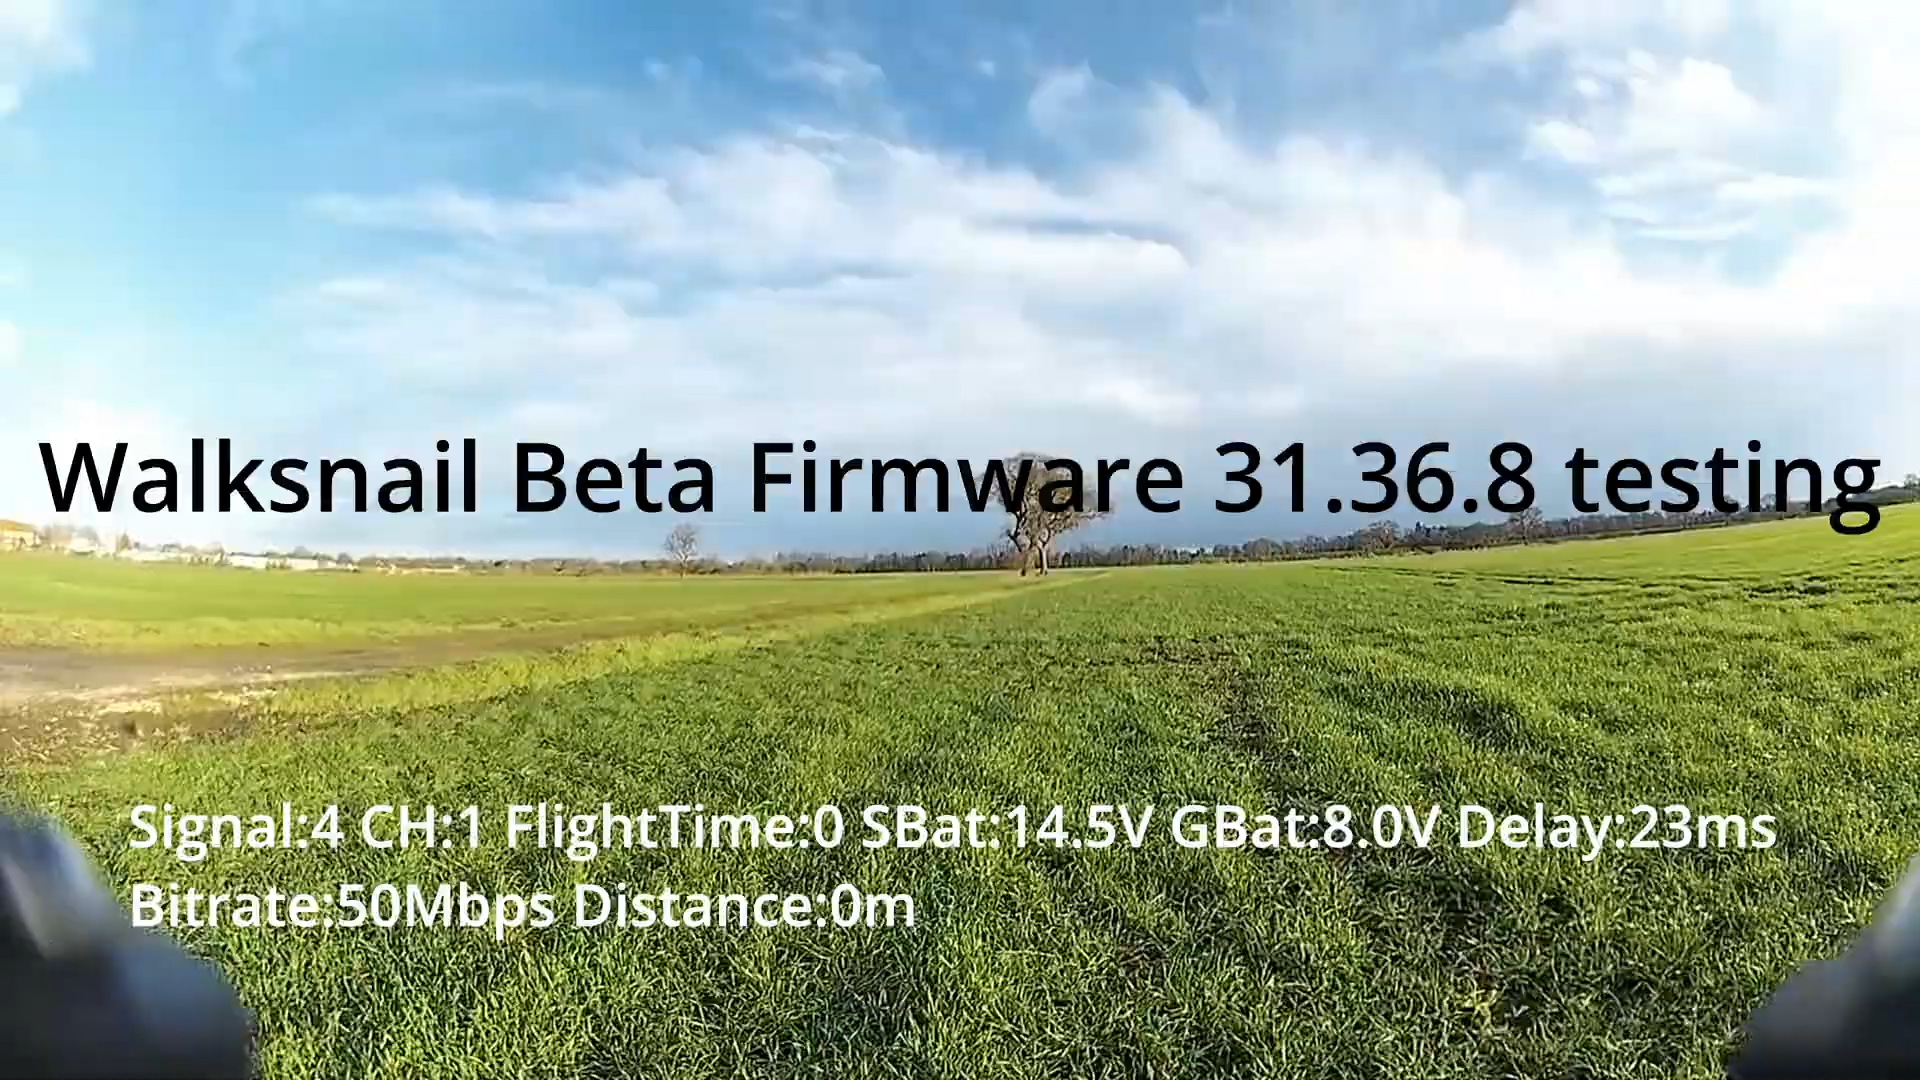 Walksnail Beta Firmware 31.36.8 testing
Signal:4 CH:1 FlightTime:0 SBat:14.5V GBat:8.0V Delay:23ms
Bitrate:50Mbps Distance:0m